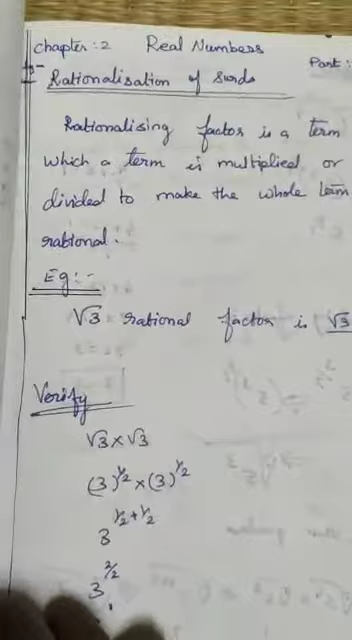 Chapter : 2 Real Numbers
Part :
Rationalisation of Surds
Rationalising factor is a term
which a term is multiplied or
divided to make the whole term
rational.
Eg :-
√3 rational factor is √3
Verify
√3 × √3
(3)^1/2 × (3)^1/2
3^1/2+1/2
3^2/2